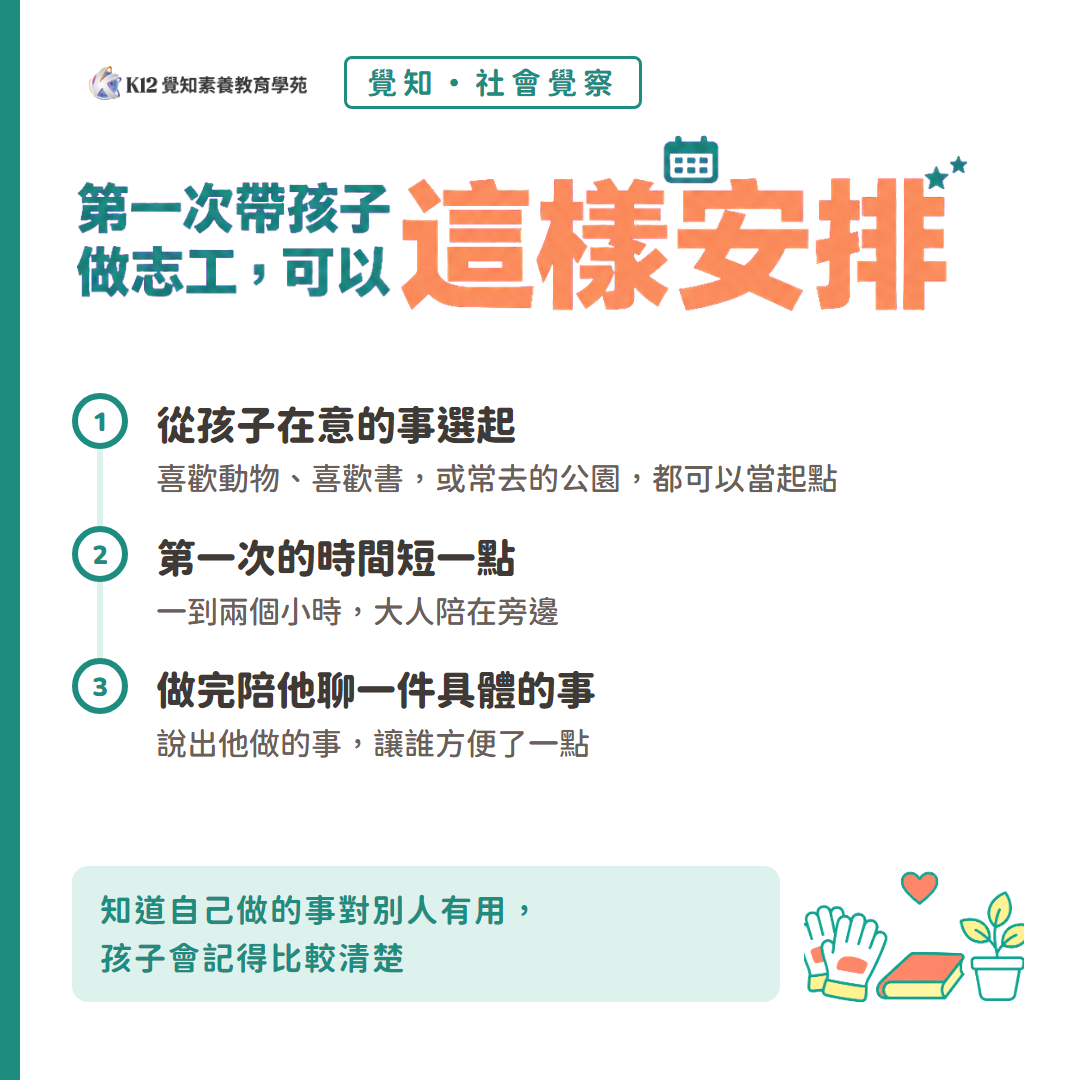 K12 覺知素養教育學苑
覺知・社會覺察
第一次帶孩子
做志工，可以
這樣安排
1
從孩子在意的事選起
喜歡動物、喜歡書，或常去的公園，都可以當起點
2
第一次的時間短一點
一到兩個小時，大人陪在旁邊
3
做完陪他聊一件具體的事
說出他做的事，讓誰方便了一點
知道自己做的事對別人有用，
孩子會記得比較清楚